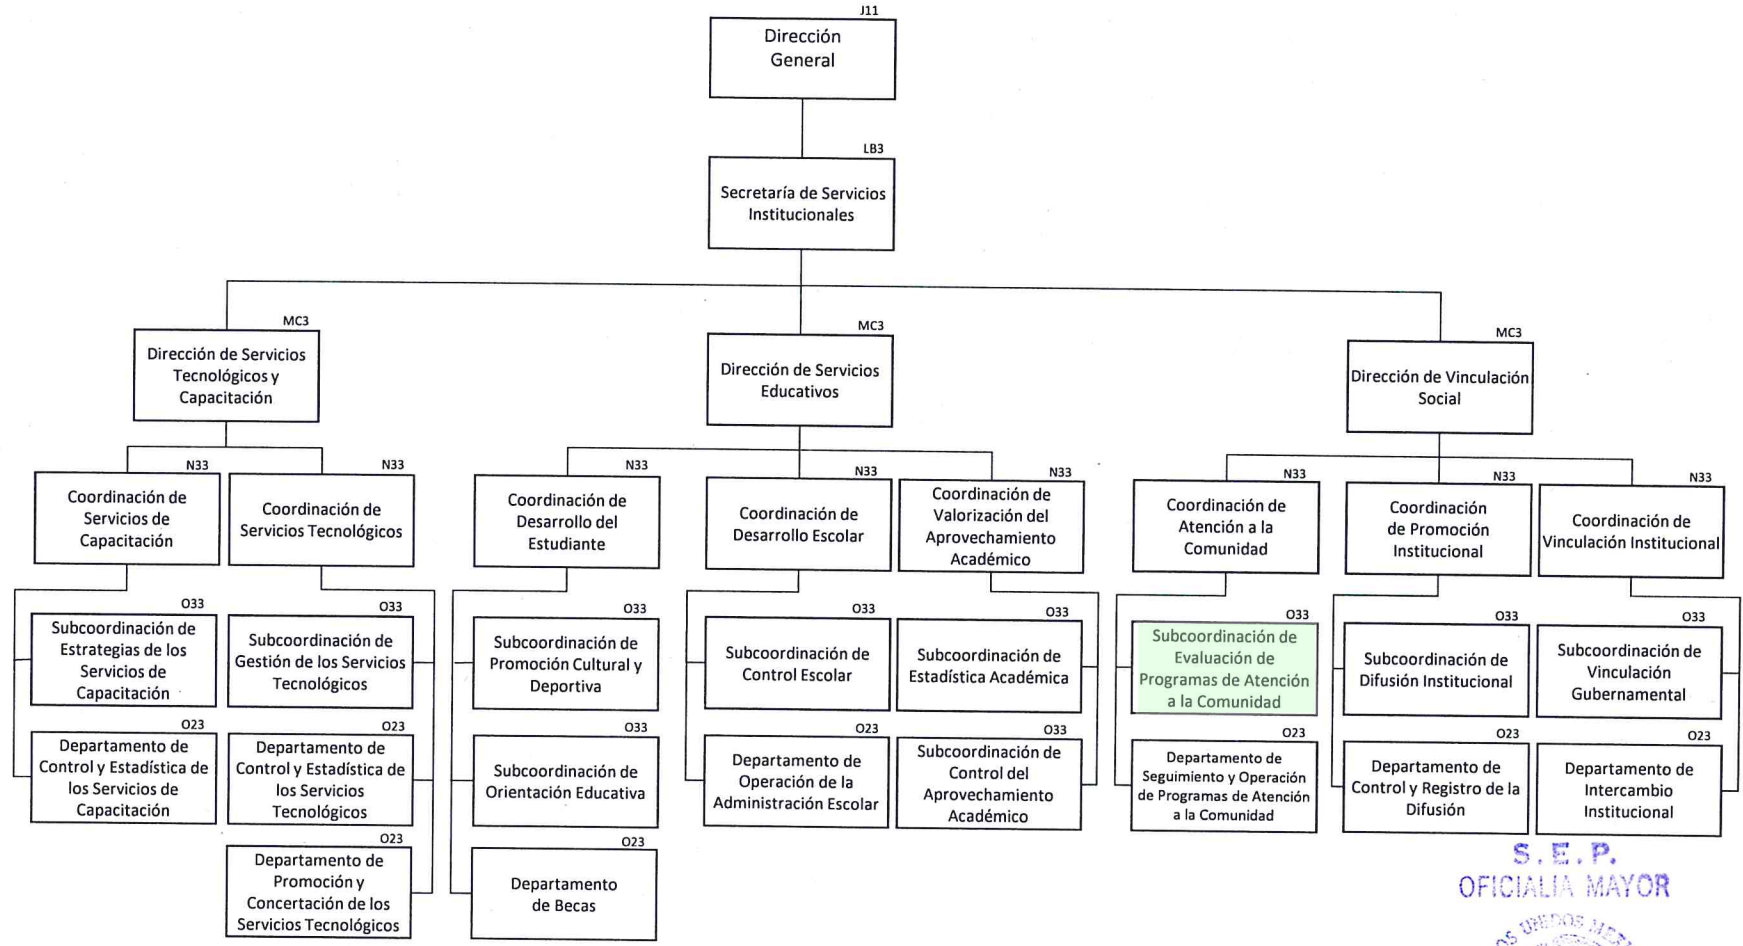 J11
Dirección
General
LB3
Secretaría de Servicios
Institucionales
MC3
Dirección de Servicios
Tecnológicos y
Capacitación
MC3
Dirección de Servicios
Educativos
MC3
Dirección de Vinculación
Social
N33
Coordinación de
Servicios de
Capacitación
N33
Coordinación de
Servicios Tecnológicos
N33
Coordinación de
Desarrollo del
Estudiante
N33
Coordinación de
Desarrollo Escolar
N33
Coordinación de
Valorización del
Aprovechamiento
Académico
N33
Coordinación de
Atención a la
Comunidad
N33
Coordinación
de Promoción
Institucional
N33
Coordinación de
Vinculación Institucional
O33
Subcoordinación de
Estrategias de los
Servicios de
Capacitación
O33
Subcoordinación de
Gestión de los Servicios
Tecnológicos
O33
Subcoordinación de
Promoción Cultural y
Deportiva
O33
Subcoordinación de
Control Escolar
O33
Subcoordinación de
Estadística Académica
O33
Subcoordinación de
Evaluación de
Programas de Atención
a la Comunidad
O33
Subcoordinación de
Difusión Institucional
O33
Subcoordinación de
Vinculación
Gubernamental
O23
Departamento de
Control y Estadística de
los Servicios de
Capacitación
O23
Departamento de
Control y Estadística de
los Servicios
Tecnológicos
O33
Subcoordinación de
Orientación Educativa
O23
Departamento de
Operación de la
Administración Escolar
O33
Subcoordinación de
Control del
Aprovechamiento
Académico
O23
Departamento de
Seguimiento y Operación
de Programas de Atención
a la Comunidad
O23
Departamento de
Control y Registro de la
Difusión
O23
Departamento de
Intercambio
Institucional
O23
Departamento de
Promoción y
Concertación de los
Servicios Tecnológicos
O23
Departamento
de Becas
S.E.P.
OFICIALIA MAYOR